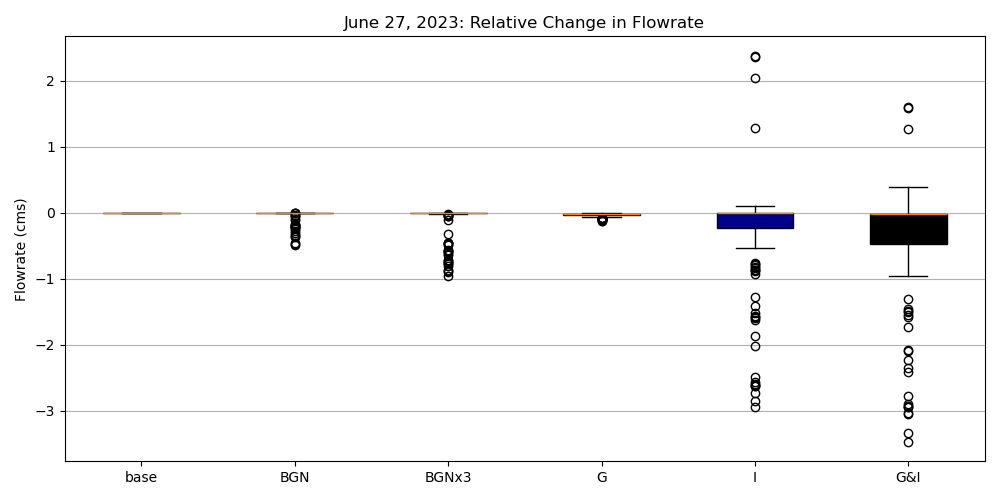 June 27, 2023: Relative Change in Flowrate
Flowrate (cms)
2
1
0
−1
−2
−3
base BGN BGNx3 G I G&I